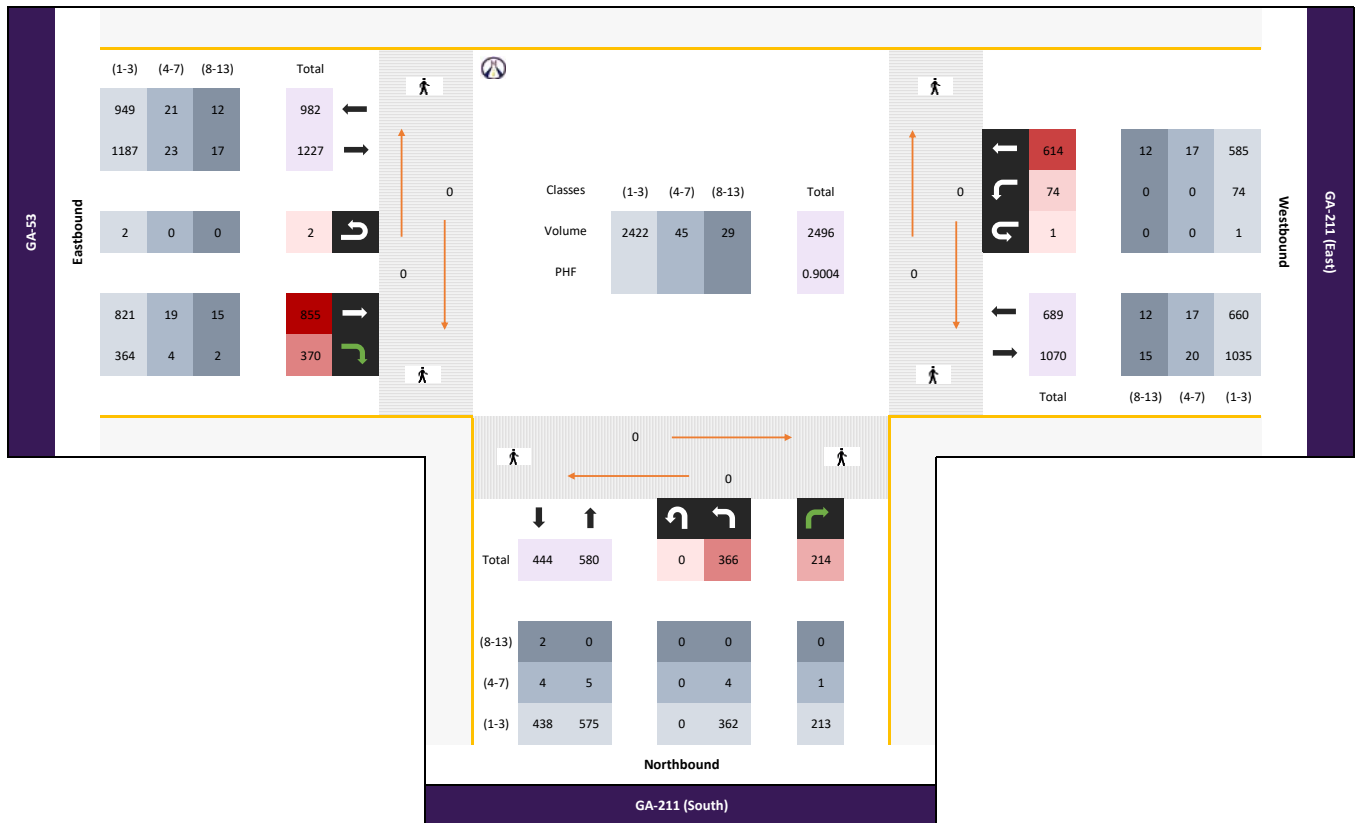 (1-3) (4-7) (8-13) Total
949 21 12 982
1187 23 17 1227
2 0 0 2
821 19 15 855
364 4 2 370
GA-53
Eastbound
0
0
Classes (1-3) (4-7) (8-13) Total
Volume 2422 45 29 2496
PHF 0.9004
0
0
614 12 17 585
74 0 0 74
1 0 0 1
689 12 17 660
1070 15 20 1035
Total (8-13) (4-7) (1-3)
Westbound
GA-211 (East)
0
0
Total 444 580 0 366 214
(8-13) 2 0 0 0 0
(4-7) 4 5 0 4 1
(1-3) 438 575 0 362 213
Northbound
GA-211 (South)